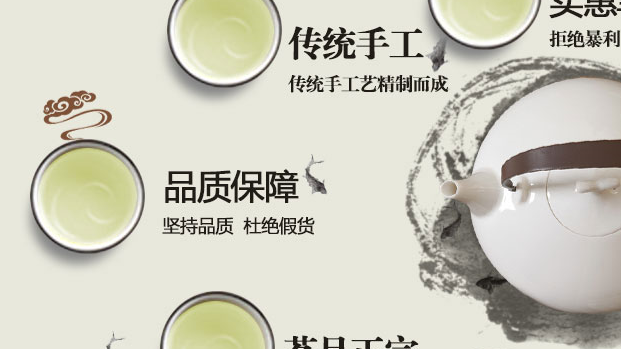 传统手工
传统手工艺精制而成
拒绝暴利
品质保障
坚持品质 杜绝假货